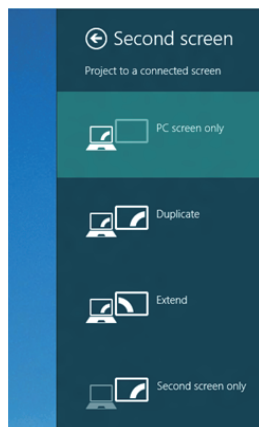 Second screen
Project to a connected screen
PC screen only
Duplicate
Extend
Second screen only